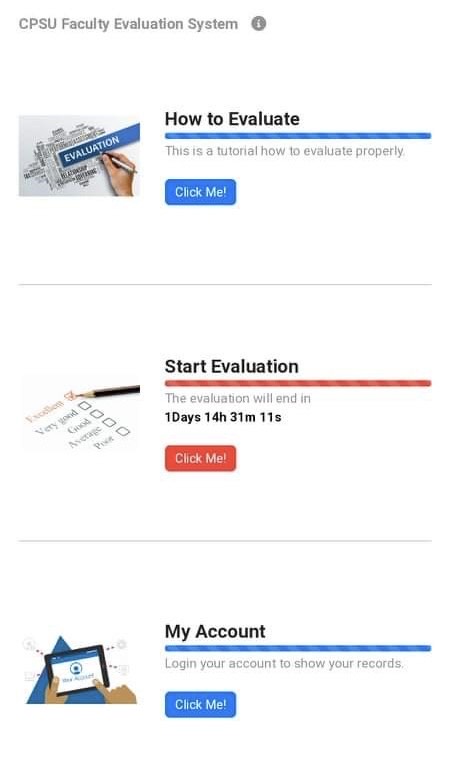 CPSU Faculty Evaluation System
How to Evaluate
EVALUATION
RELATIONSHIP
This is a tutorial how to evaluate properly.
Click Me!
Start Evaluation
Excellent
Very good
Good
Average
Poor
The evaluation will end in
1Days 14h 31m 11s
Click Me!
My Account
Your Account
Login your account to show your records.
Click Me!